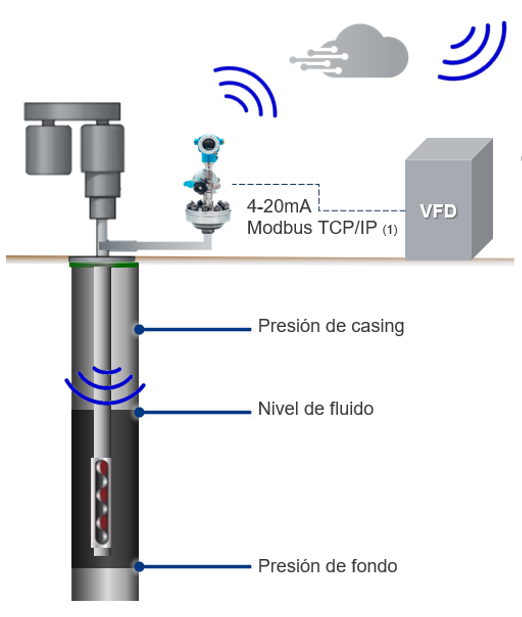 4-20mA
Modbus TCP/IP (1)
VFD
Presión de casing
Nivel de fluido
Presión de fondo